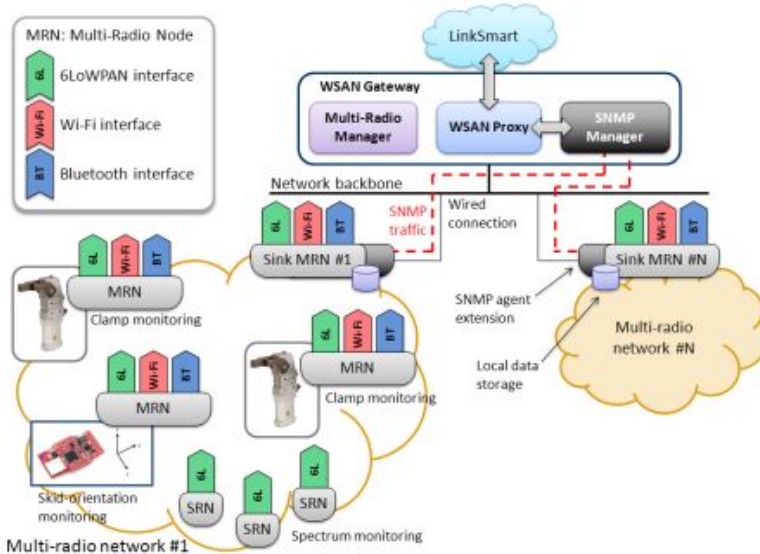 MRN: Multi-Radio Node
6L
6LoWPAN interface
Wi-Fi
Wi-Fi interface
BT
Bluetooth interface
LinkSmart
WSAN Gateway
Multi-Radio
Manager
WSAN Proxy
SNMP
Manager
Network backbone
SNMP
traffic
Wired
connection
6L
Wi-Fi
BT
Sink MRN #1
6L
Wi-Fi
BT
Sink MRN #N
SNMP agent
extension
Local data
storage
Multi-radio
network #N
6L
Wi-Fi
BT
MRN
Clamp monitoring
6L
Wi-Fi
BT
MRN
Clamp monitoring
6L
Wi-Fi
BT
MRN
Skid-orientation
monitoring
6L
SRN
6L
SRN
6L
SRN
Spectrum monitoring
Multi-radio network #1